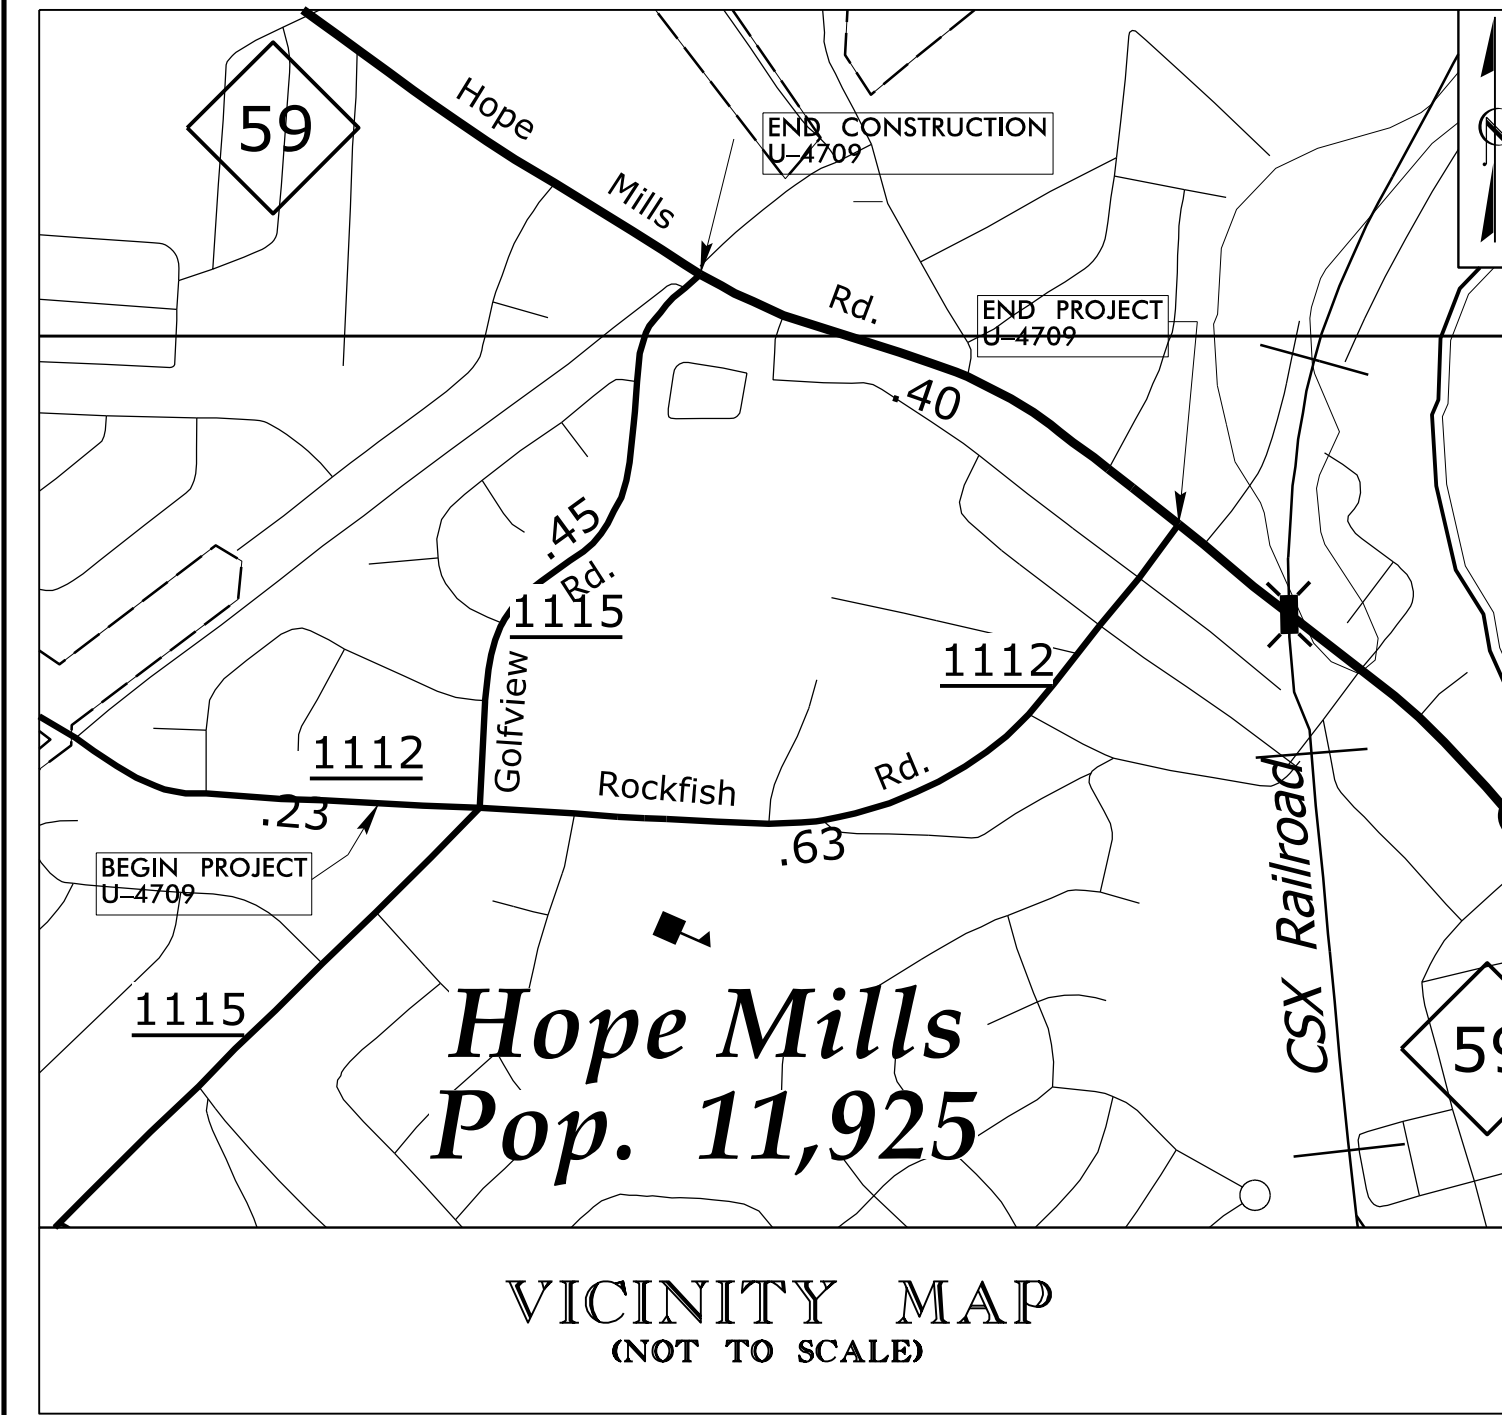 59
Hope
Mills
Rd.
END CONSTRUCTION
U-4709
END PROJECT
U-4709
.40
.45
Rd.
1115
1112
Golfview
1112
Rockfish
Rd.
.23
.63
BEGIN PROJECT
U-4709
CSX Railroad
1115
59
Hope Mills
Pop. 11,925
VICINITY MAP
(NOT TO SCALE)